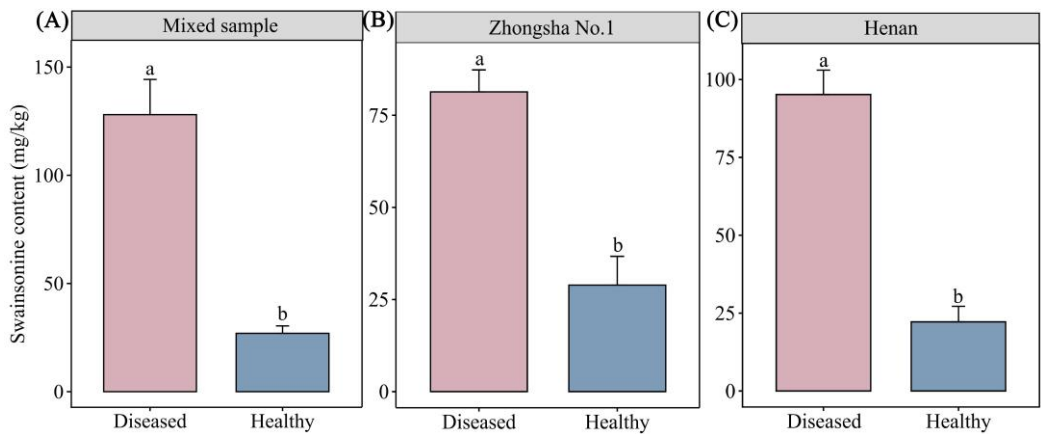 (A)
Mixed sample
(B)
Zhongsha No.1
(C)
Henan
Swainsonine content (mg/kg)
150
100
50
0
a
b
Diseased
Healthy
75
50
25
0
a
b
Diseased
Healthy
100
75
50
25
0
a
b
Diseased
Healthy